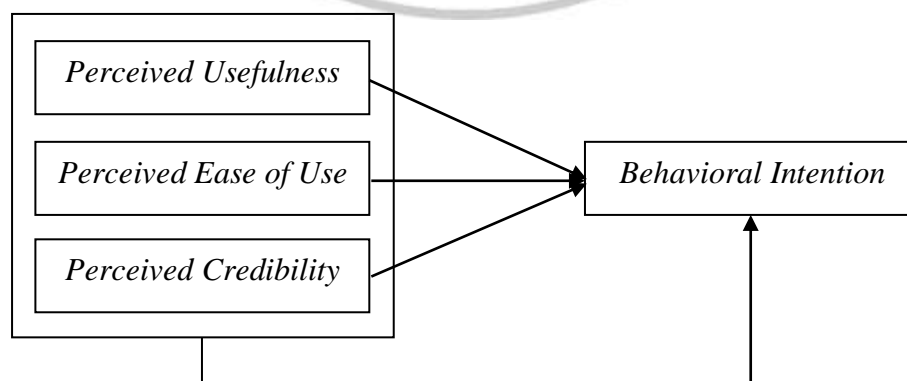 Perceived Usefulness
Perceived Ease of Use
Behavioral Intention
Perceived Credibility